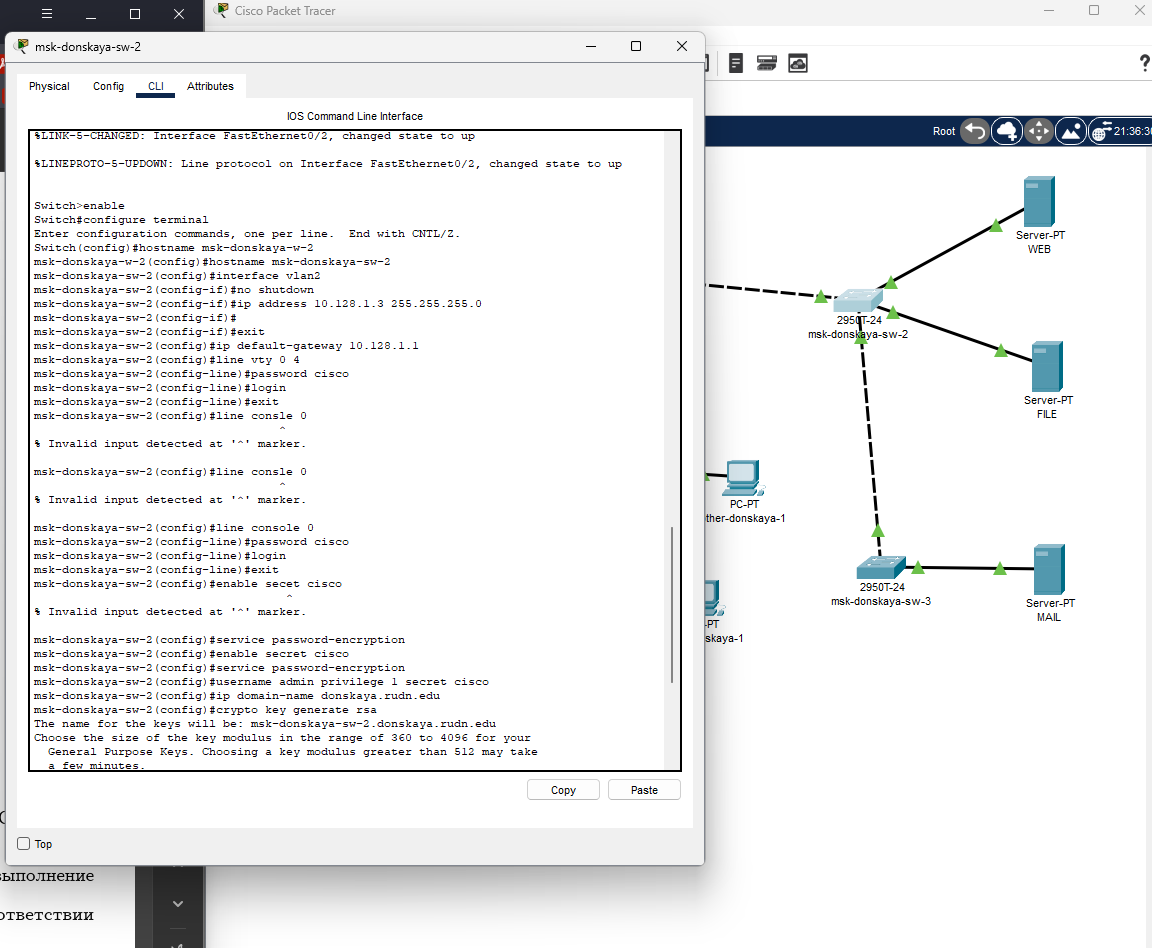 Cisco Packet Tracer
msk-donskaya-sw-2
Physical Config CLI Attributes
IOS Command Line Interface
%LINK-5-CHANGED: Interface FastEthernet0/2, changed state to up
%LINEPROTO-5-UPDOWN: Line protocol on Interface FastEthernet0/2, changed state to up
Switch>enable
Switch#configure terminal
Enter configuration commands, one per line.  End with CNTL/Z.
Switch(config)#hostname msk-donskaya-w-2
msk-donskaya-w-2(config)#hostname msk-donskaya-sw-2
msk-donskaya-sw-2(config)#interface vlan2
msk-donskaya-sw-2(config-if)#no shutdown
msk-donskaya-sw-2(config-if)#ip address 10.128.1.3 255.255.255.0
msk-donskaya-sw-2(config-if)#
msk-donskaya-sw-2(config-if)#exit
msk-donskaya-sw-2(config)#ip default-gateway 10.128.1.1
msk-donskaya-sw-2(config)#line vty 0 4
msk-donskaya-sw-2(config-line)#password cisco
msk-donskaya-sw-2(config-line)#login
msk-donskaya-sw-2(config-line)#exit
msk-donskaya-sw-2(config)#line consle 0
^
% Invalid input detected at '^' marker.
msk-donskaya-sw-2(config)#line consle 0
^
% Invalid input detected at '^' marker.
msk-donskaya-sw-2(config)#line console 0
msk-donskaya-sw-2(config-line)#password cisco
msk-donskaya-sw-2(config-line)#login
msk-donskaya-sw-2(config-line)#exit
msk-donskaya-sw-2(config)#enable secet cisco
^
% Invalid input detected at '^' marker.
msk-donskaya-sw-2(config)#service password-encryption
msk-donskaya-sw-2(config)#enable secret cisco
msk-donskaya-sw-2(config)#service password-encryption
msk-donskaya-sw-2(config)#username admin privilege 1 secret cisco
msk-donskaya-sw-2(config)#ip domain-name donskaya.rudn.edu
msk-donskaya-sw-2(config)#crypto key generate rsa
The name for the keys will be: msk-donskaya-sw-2.donskaya.rudn.edu
Choose the size of the key modulus in the range of 360 to 4096 for your
General Purpose Keys. Choosing a key modulus greater than 512 may take
a few minutes.
Copy Paste
Top
Root 21:36:3
Server-PT
WEB
2950T-24
msk-donskaya-sw-2
Server-PT
FILE
PC-PT
ther-donskaya-1
2950T-24
msk-donskaya-sw-3
Server-PT
MAIL
-PT
skaya-1
ыполнение
ответствии